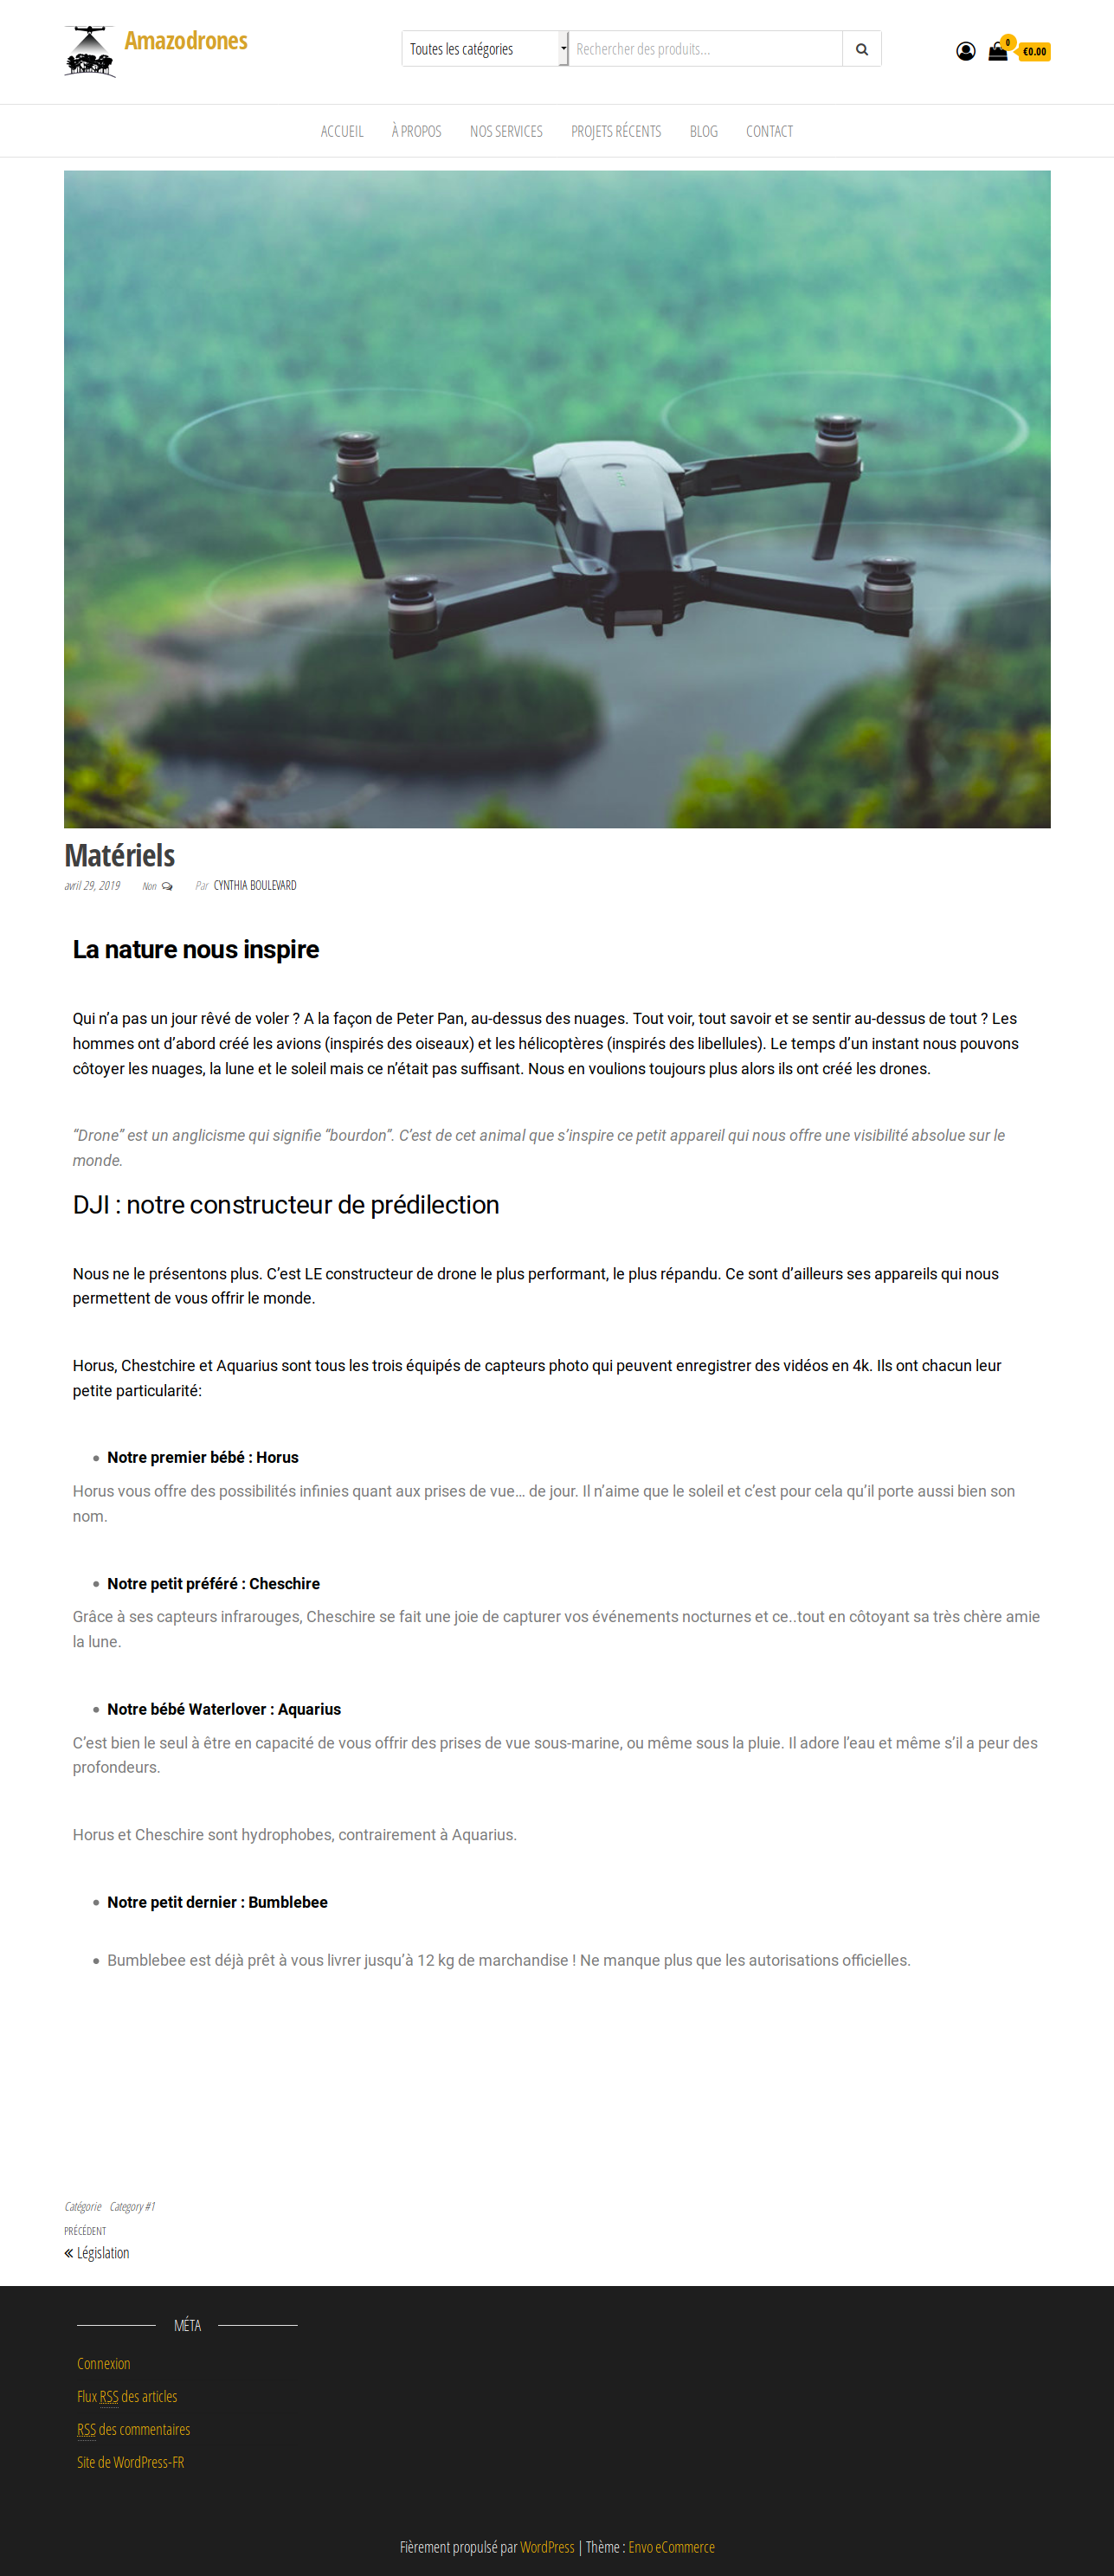 Amazodrones
Toutes les catégories
Rechercher des produits...
0
€0.00
ACCUEIL
À PROPOS
NOS SERVICES
PROJETS RÉCENTS
BLOG
CONTACT
Matériels
avril 29, 2019 Non Par CYNTHIA BOULEVARD
La nature nous inspire
Qui n’a pas un jour rêvé de voler ? A la façon de Peter Pan, au-dessus des nuages. Tout voir, tout savoir et se sentir au-dessus de tout ? Les
hommes ont d’abord créé les avions (inspirés des oiseaux) et les hélicoptères (inspirés des libellules). Le temps d’un instant nous pouvons
côtoyer les nuages, la lune et le soleil mais ce n’était pas suffisant. Nous en voulions toujours plus alors ils ont créé les drones.
“Drone” est un anglicisme qui signifie “bourdon”. C’est de cet animal que s’inspire ce petit appareil qui nous offre une visibilité absolue sur le
monde.
DJI : notre constructeur de prédilection
Nous ne le présentons plus. C’est LE constructeur de drone le plus performant, le plus répandu. Ce sont d’ailleurs ses appareils qui nous
permettent de vous offrir le monde.
Horus, Chestchire et Aquarius sont tous les trois équipés de capteurs photo qui peuvent enregistrer des vidéos en 4k. Ils ont chacun leur
petite particularité:
• Notre premier bébé : Horus
Horus vous offre des possibilités infinies quant aux prises de vue… de jour. Il n’aime que le soleil et c’est pour cela qu’il porte aussi bien son
nom.
• Notre petit préféré : Cheschire
Grâce à ses capteurs infrarouges, Cheschire se fait une joie de capturer vos événements nocturnes et ce..tout en côtoyant sa très chère amie
la lune.
• Notre bébé Waterlover : Aquarius
C’est bien le seul à être en capacité de vous offrir des prises de vue sous-marine, ou même sous la pluie. Il adore l’eau et même s’il a peur des
profondeurs.
Horus et Cheschire sont hydrophobes, contrairement à Aquarius.
• Notre petit dernier : Bumblebee
• Bumblebee est déjà prêt à vous livrer jusqu’à 12 kg de marchandise ! Ne manque plus que les autorisations officielles.
Catégorie Category #1
PRÉCÉDENT
« Législation
MÉTA
Connexion
Flux RSS des articles
RSS des commentaires
Site de WordPress-FR
Fièrement propulsé par WordPress | Thème : Envo eCommerce